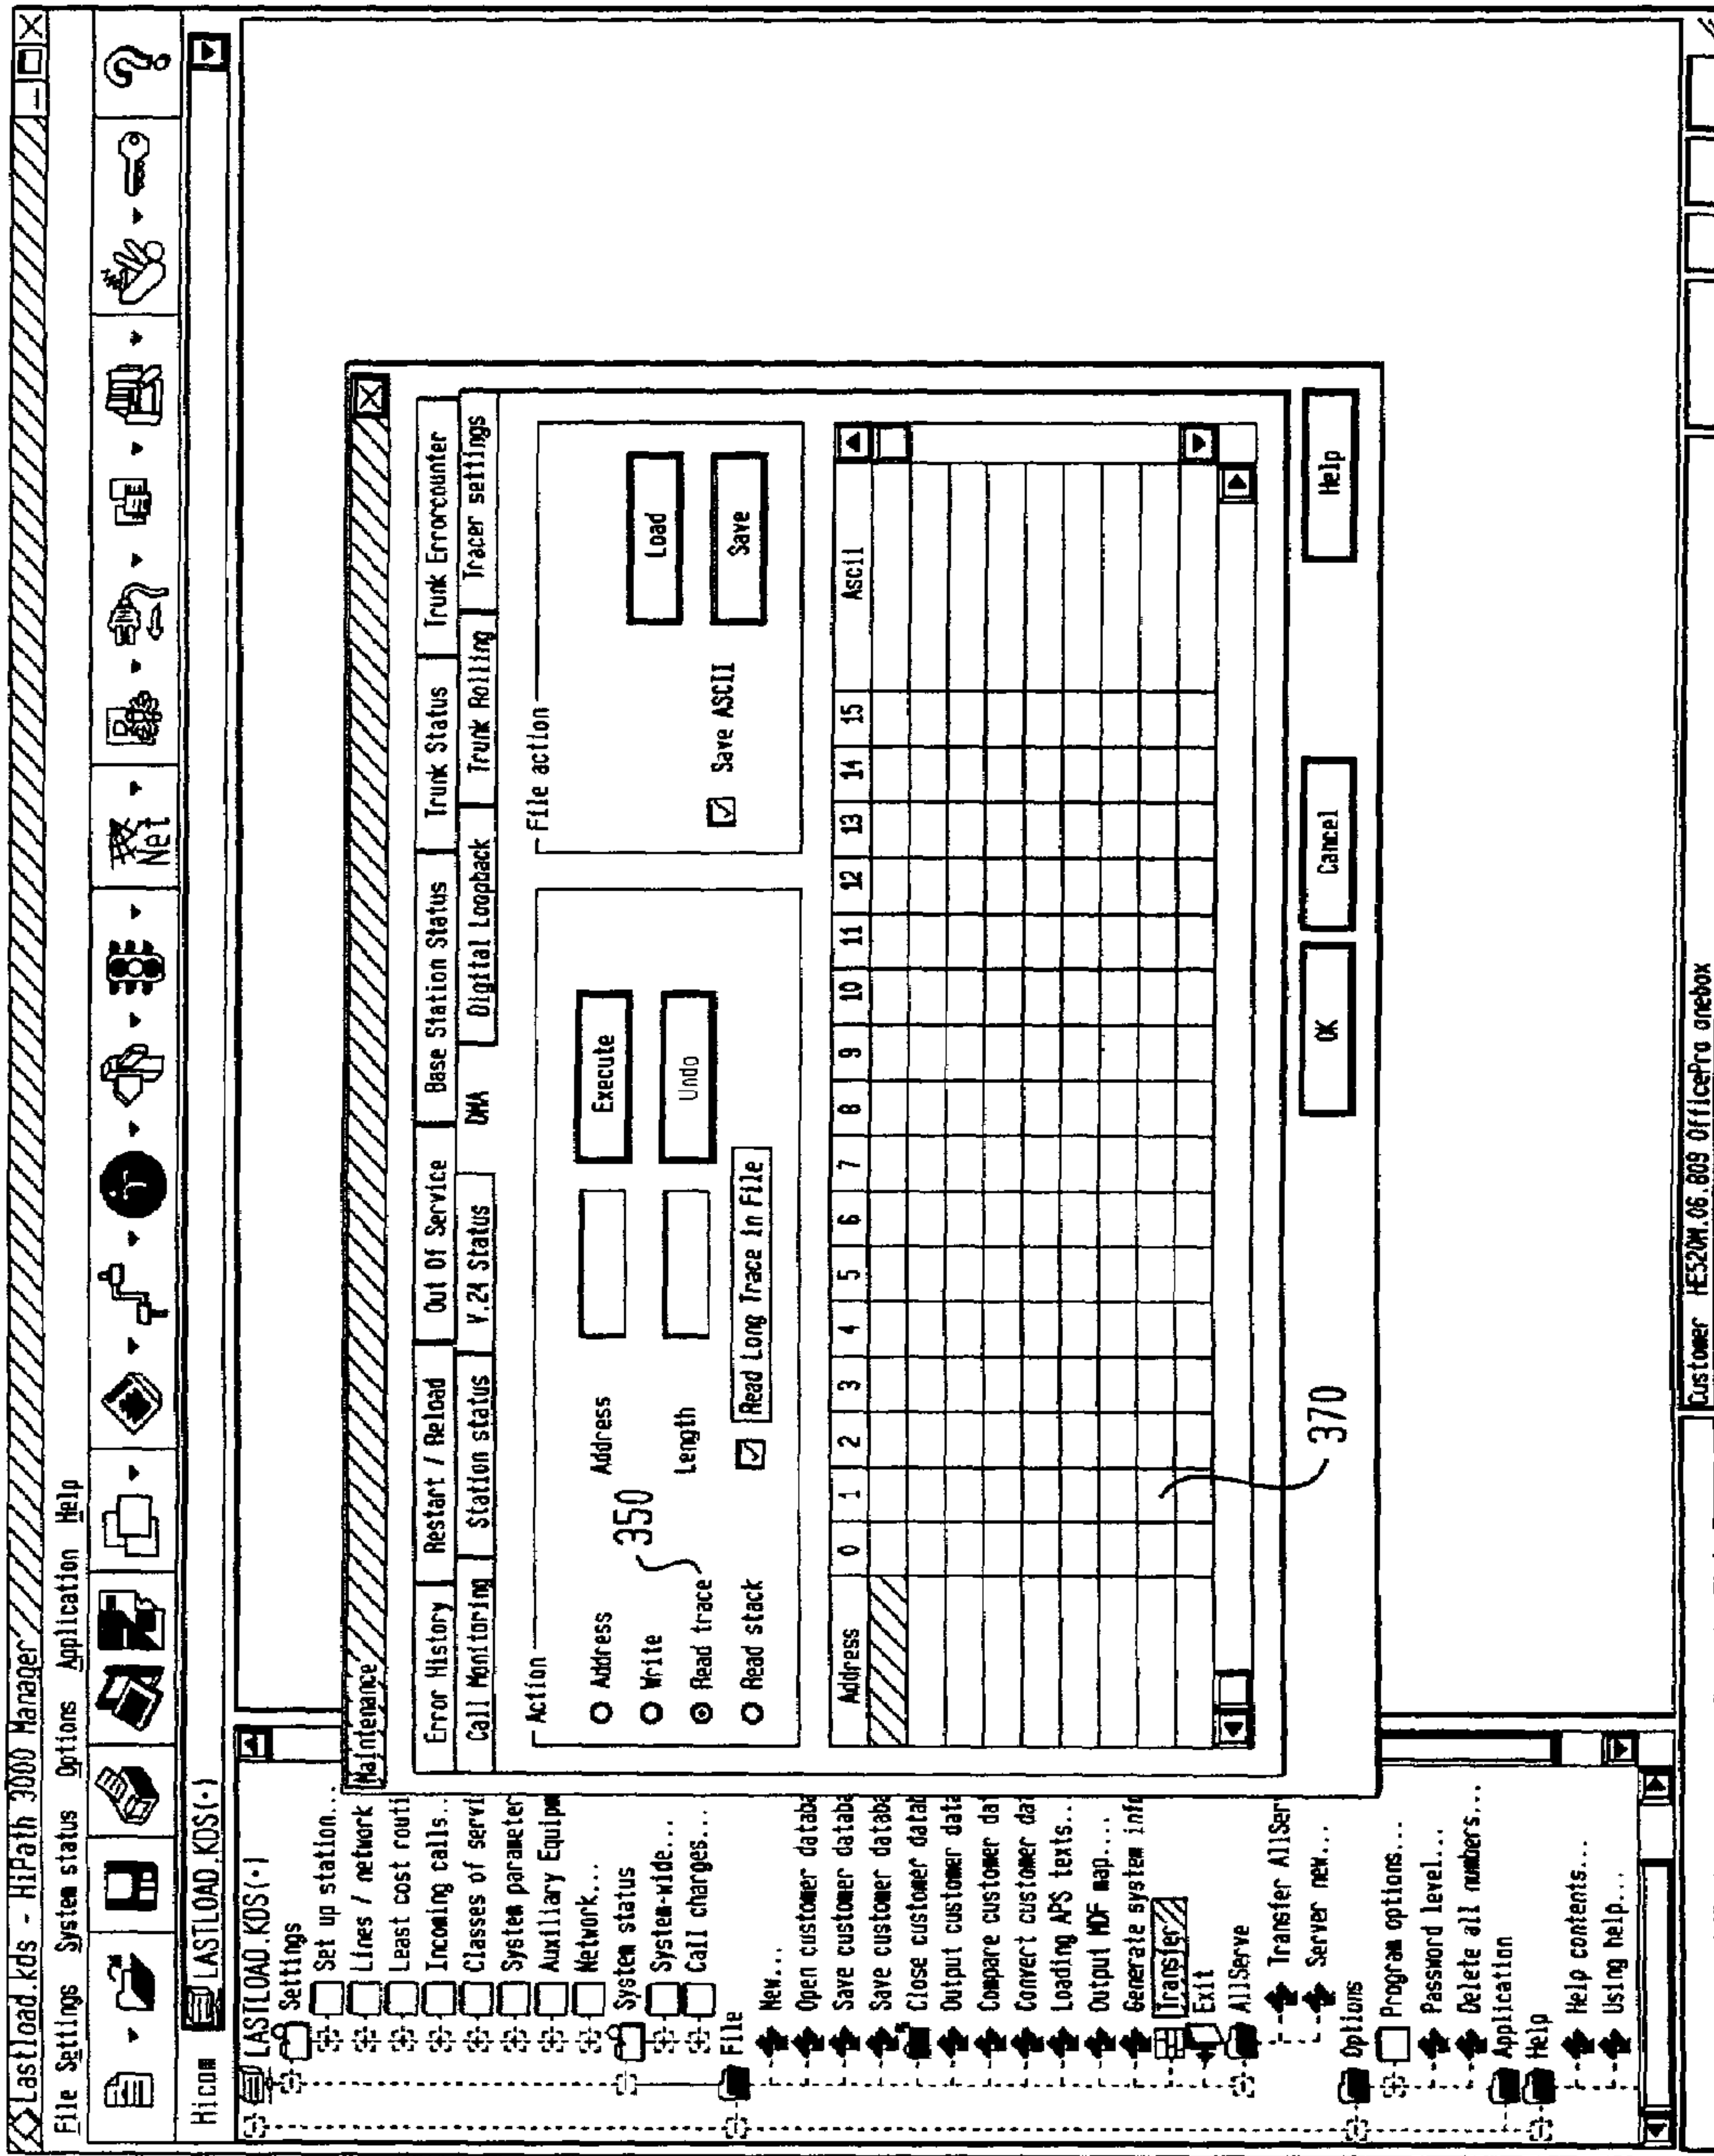 Lastload.kds - HiPath 3000 Manager
File Settings System status Options Application Help
Net
Hicom LASTLOAD.KDS(·)
LASTLOAD.KDS(·)
Settings
Set up station...
Lines / network
Least cost routi
Incoming calls..
Classes of servi
System parameter
Auxiliary Equipm
Network...
System status
System-wide...
Call charges...
File
New...
Open customer databa
Save customer databa
Save customer databa
Close customer datab
Output customer data
Compare customer dat
Convert customer dat
Loading APS texts..
Output MDF map...
Generate system info
Transfer
Exit
AllServe
Transfer AllSer
Server new...
Options
Program options...
Password level...
Delete all numbers...
Application
Help
Help contents...
Using help...
Maintenance
Error History Restart / Reload Out Of Service Base Station Status Trunk Status Trunk Errorcounter
Call Monitoring Station status V.24 Status DMA Digital Loopback Trunk Rolling Tracer settings
Action
Address
Write
Read trace
Read stack
350
Address
Length
Execute
Undo
Read Long Trace in File
File action
Load
Save ASCII
Save
Address 0 1 2 3 4 5 6 7 8 9 10 11 12 13 14 15 Ascii
370
OK Cancel Help
Customer HE520M.06.809 OfficePro onebox